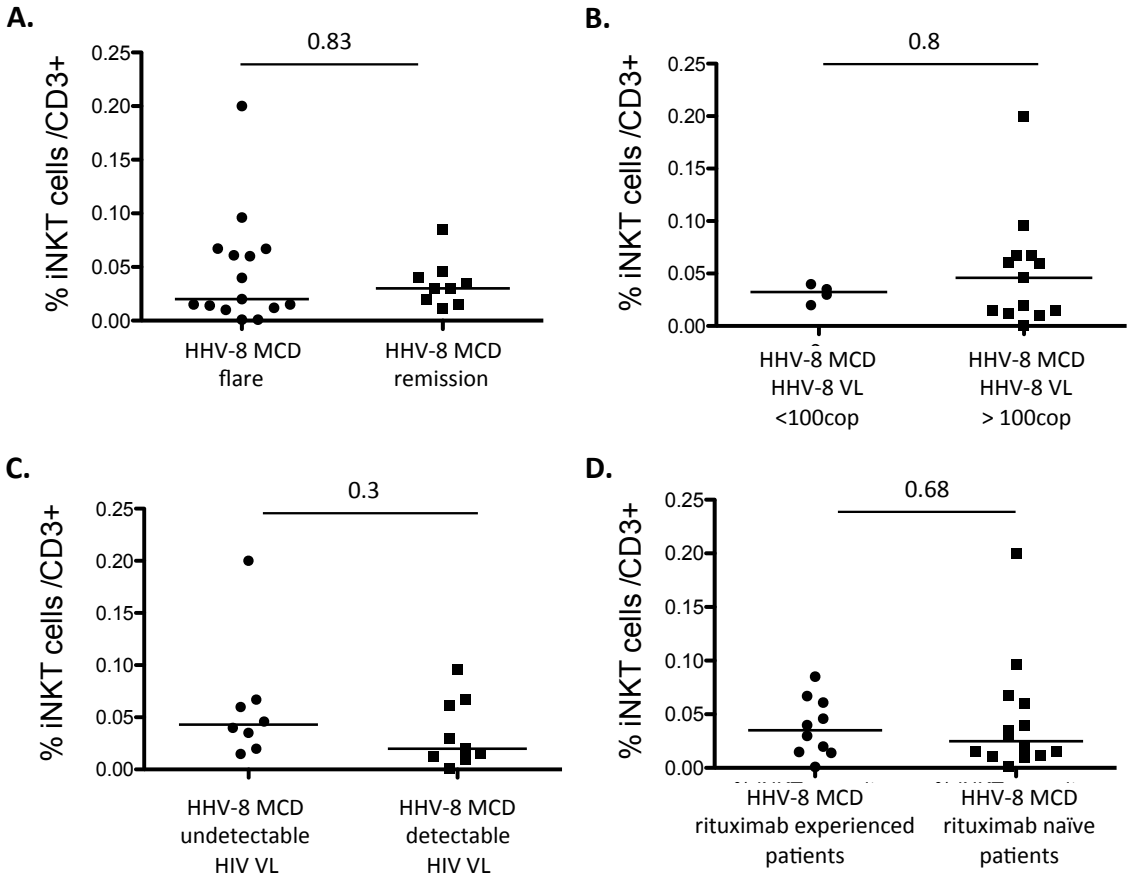 A.
0.83
% iNKT cells /CD3+
0.25
0.20
0.15
0.10
0.05
0.00
HHV-8 MCD
flare
HHV-8 MCD
remission
B.
0.8
% iNKT cells /CD3+
0.25
0.20
0.15
0.10
0.05
0.00
HHV-8 MCD
HHV-8 VL
<100cop
HHV-8 MCD
HHV-8 VL
> 100cop
C.
0.3
% iNKT cells /CD3+
0.25
0.20
0.15
0.10
0.05
0.00
HHV-8 MCD
undetectable
HIV VL
HHV-8 MCD
detectable
HIV VL
D.
0.68
% iNKT cells /CD3+
0.25
0.20
0.15
0.10
0.05
0.00
HHV-8 MCD
rituximab experienced
patients
HHV-8 MCD
rituximab naïve
patients